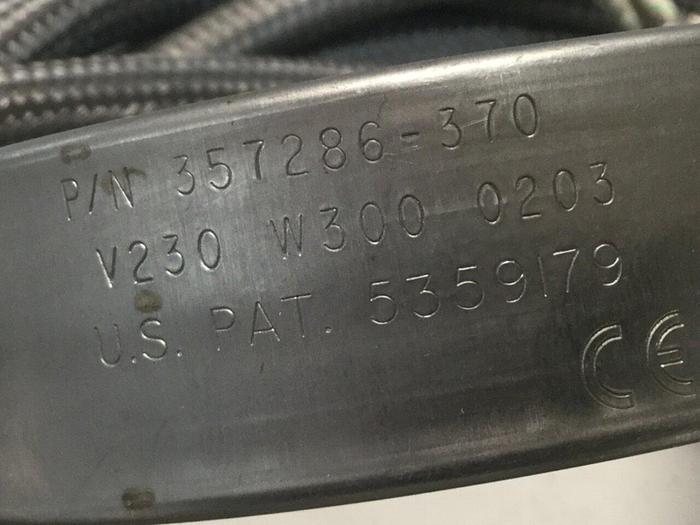 P/N 357286-370
V230 W300 0203
U.S. PAT. 5359179
CE